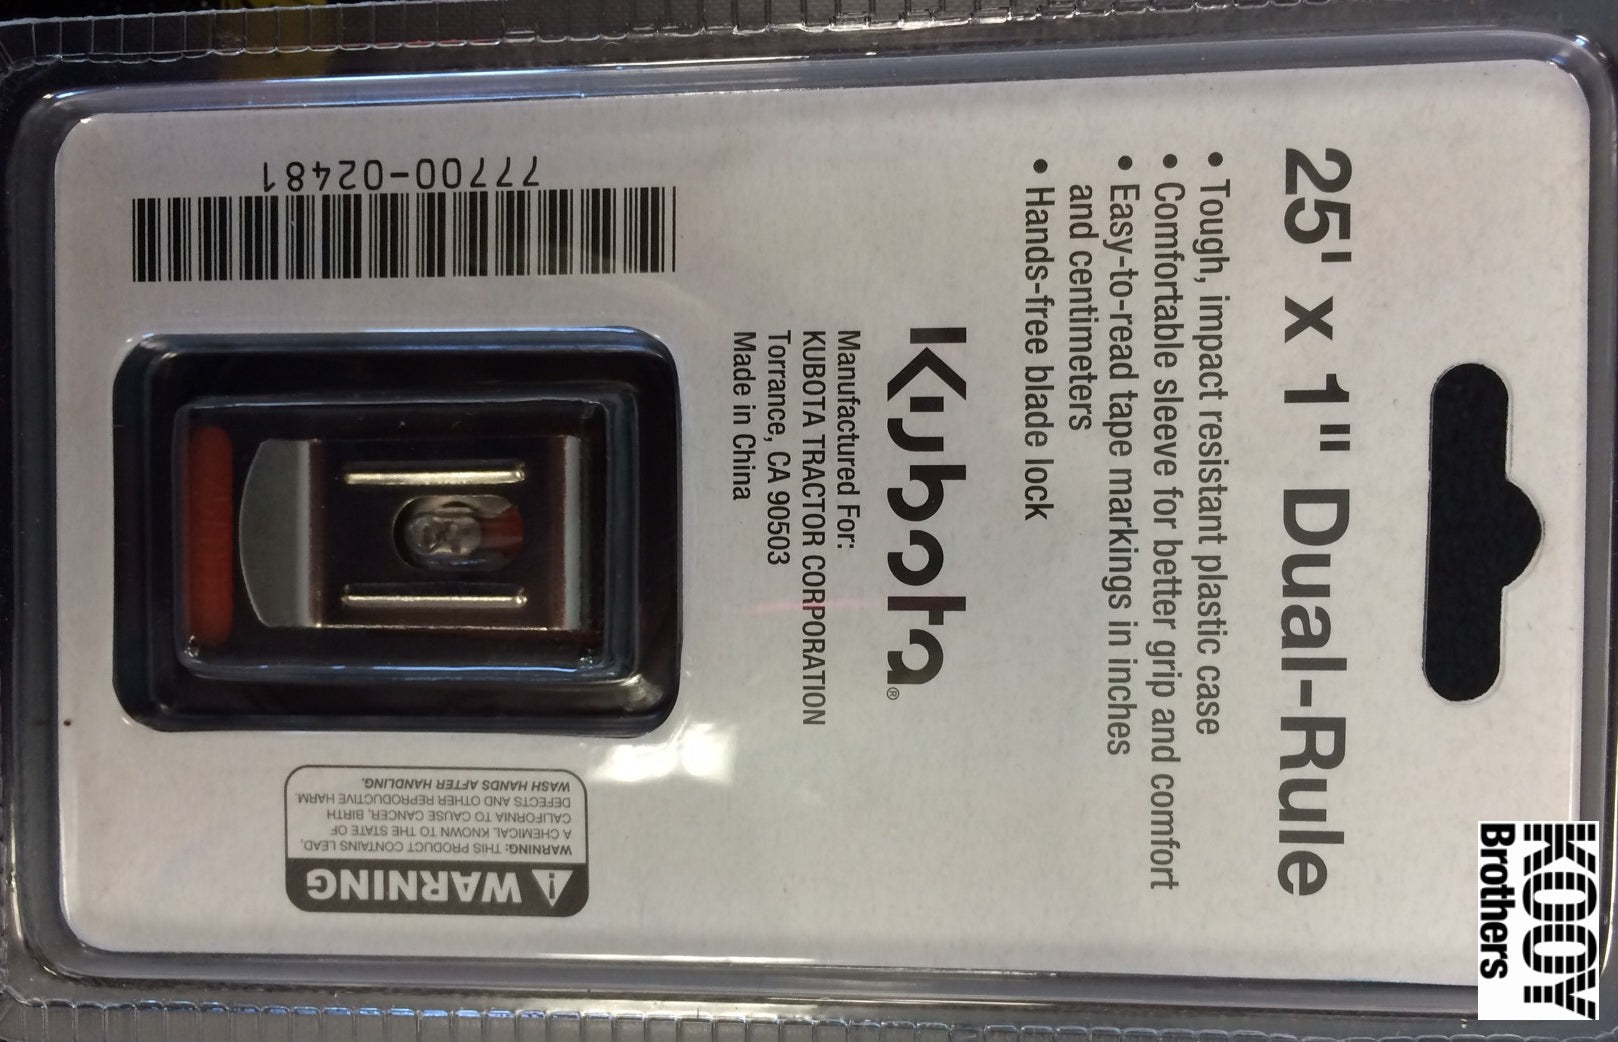 25' x 1" Dual-Rule
• Tough, impact resistant plastic case
• Comfortable sleeve for better grip and comfort
• Easy-to-read tape markings in inches
and centimeters
• Hands-free blade lock
Kubota®
Manufactured For:
KUBOTA TRACTOR CORPORATION
Torrance, CA 90503
Made in China
77700-02481
WARNING
WARNING: THIS PRODUCT CONTAINS LEAD,
A CHEMICAL KNOWN TO THE STATE OF
CALIFORNIA TO CAUSE CANCER, BIRTH
DEFECTS AND OTHER REPRODUCTIVE HARM.
WASH HANDS AFTER HANDLING.
KOOY
Brothers